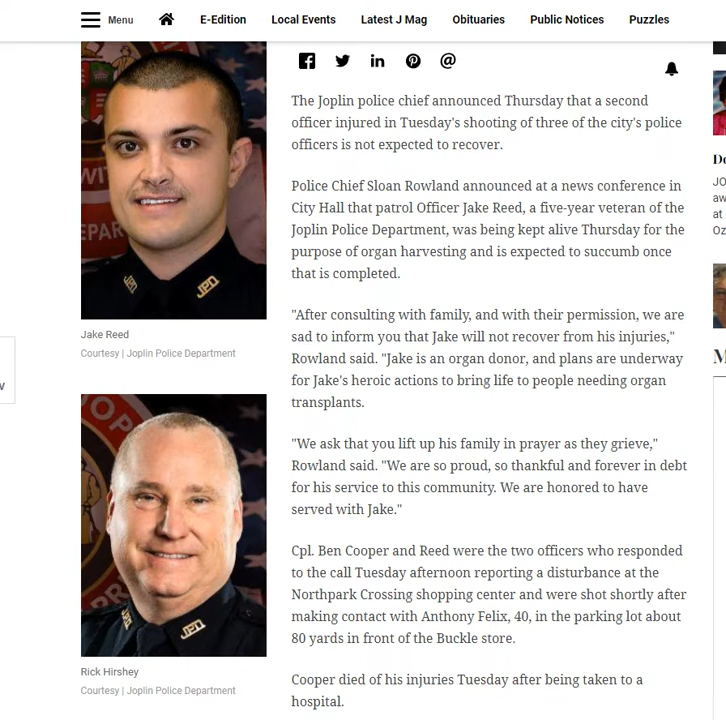 Menu
E-Edition
Local Events
Latest J Mag
Obituaries
Public Notices
Puzzles
Jake Reed
Courtesy | Joplin Police Department
Rick Hirshey
Courtesy | Joplin Police Department
The Joplin police chief announced Thursday that a second
officer injured in Tuesday's shooting of three of the city's police
officers is not expected to recover.
Police Chief Sloan Rowland announced at a news conference in
City Hall that patrol Officer Jake Reed, a five-year veteran of the
Joplin Police Department, was being kept alive Thursday for the
purpose of organ harvesting and is expected to succumb once
that is completed.
"After consulting with family, and with their permission, we are
sad to inform you that Jake will not recover from his injuries,"
Rowland said. "Jake is an organ donor, and plans are underway
for Jake's heroic actions to bring life to people needing organ
transplants.
"We ask that you lift up his family in prayer as they grieve,"
Rowland said. "We are so proud, so thankful and forever in debt
for his service to this community. We are honored to have
served with Jake."
Cpl. Ben Cooper and Reed were the two officers who responded
to the call Tuesday afternoon reporting a disturbance at the
Northpark Crossing shopping center and were shot shortly after
making contact with Anthony Felix, 40, in the parking lot about
80 yards in front of the Buckle store.
Cooper died of his injuries Tuesday after being taken to a
hospital.
JPD
JPD
JPD